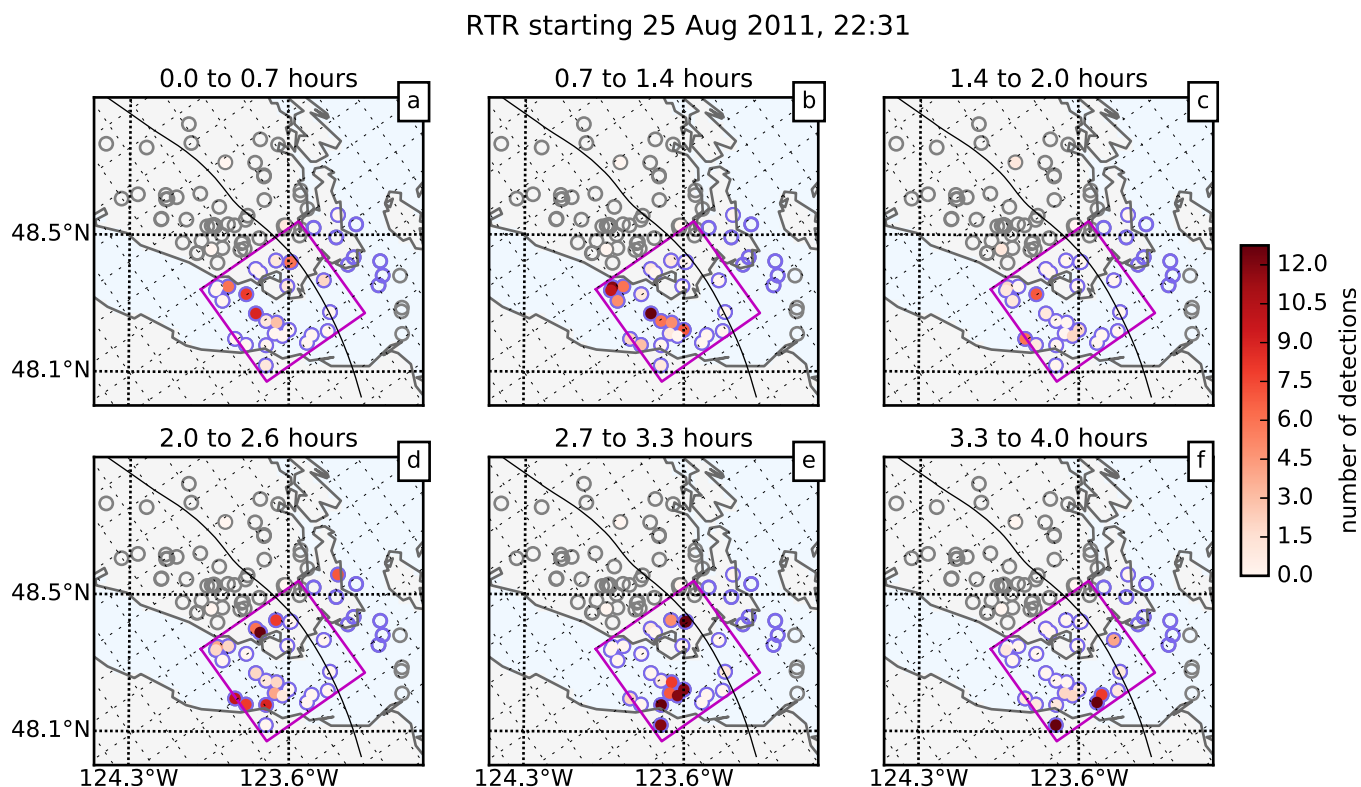 RTR starting 25 Aug 2011, 22:31
0.0 to 0.7 hours
a
0.7 to 1.4 hours
b
1.4 to 2.0 hours
c
48.5°N
48.1°N
2.0 to 2.6 hours
d
2.7 to 3.3 hours
e
3.3 to 4.0 hours
f
48.5°N
48.1°N
124.3°W
123.6°W
124.3°W
123.6°W
124.3°W
123.6°W
12.0
10.5
9.0
7.5
6.0
4.5
3.0
1.5
0.0
number of detections